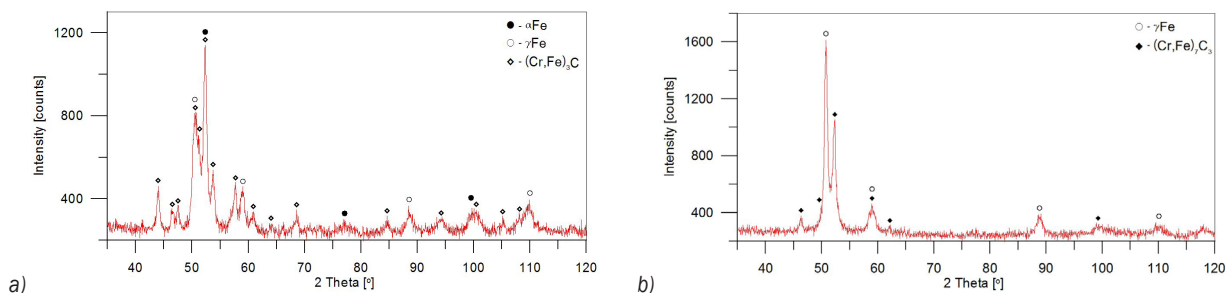 1200
800
400
Intensity [counts]
● - αFe
○ - γFe
◇ - (Cr,Fe)₃C
40 50 60 70 80 90 100 110 120
2 Theta [°]
a)
1600
1200
800
400
Intensity [counts]
○ - γFe
◆ - (Cr,Fe)₇C₃
40 50 60 70 80 90 100 110 120
2 Theta [°]
b)